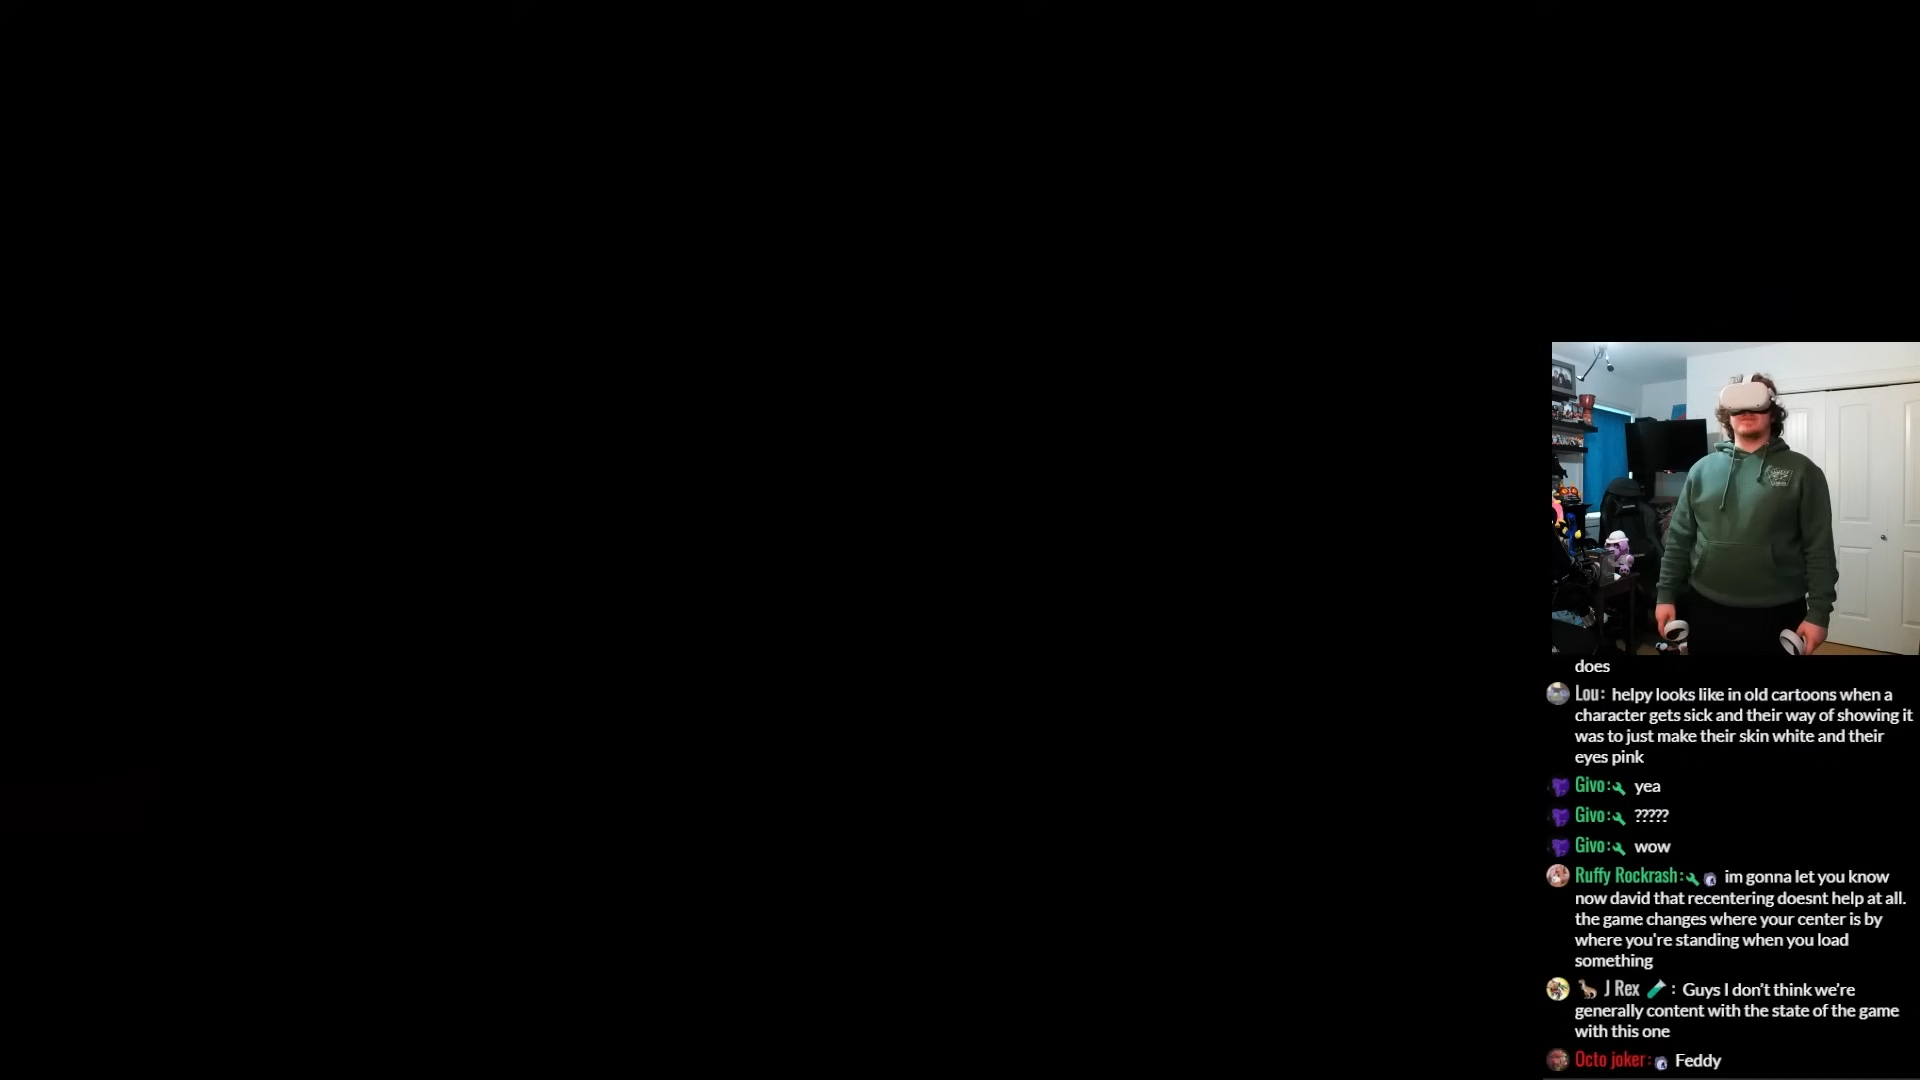 does
Lou: helpy looks like in old cartoons when a
character gets sick and their way of showing it
was to just make their skin white and their
eyes pink
Givo: yea
Givo: ?????
Givo: wow
Ruffy Rockrash: im gonna let you know
now david that recentering doesnt help at all.
the game changes where your center is by
where you're standing when you load
something
J Rex : Guys I don't think we're
generally content with the state of the game
with this one
Octo joker: Feddy